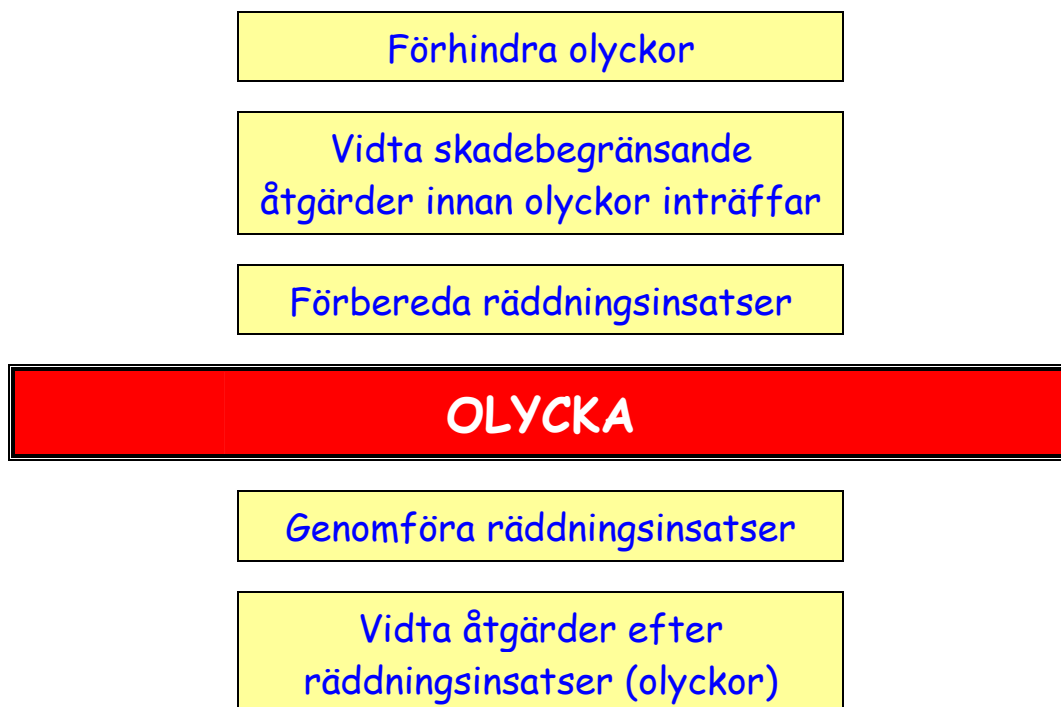 Förhindra olyckor
Vidta skadebegränsande
åtgärder innan olyckor inträffar
Förbereda räddningsinsatser
OLYCKA
Genomföra räddningsinsatser
Vidta åtgärder efter
räddningsinsatser (olyckor)